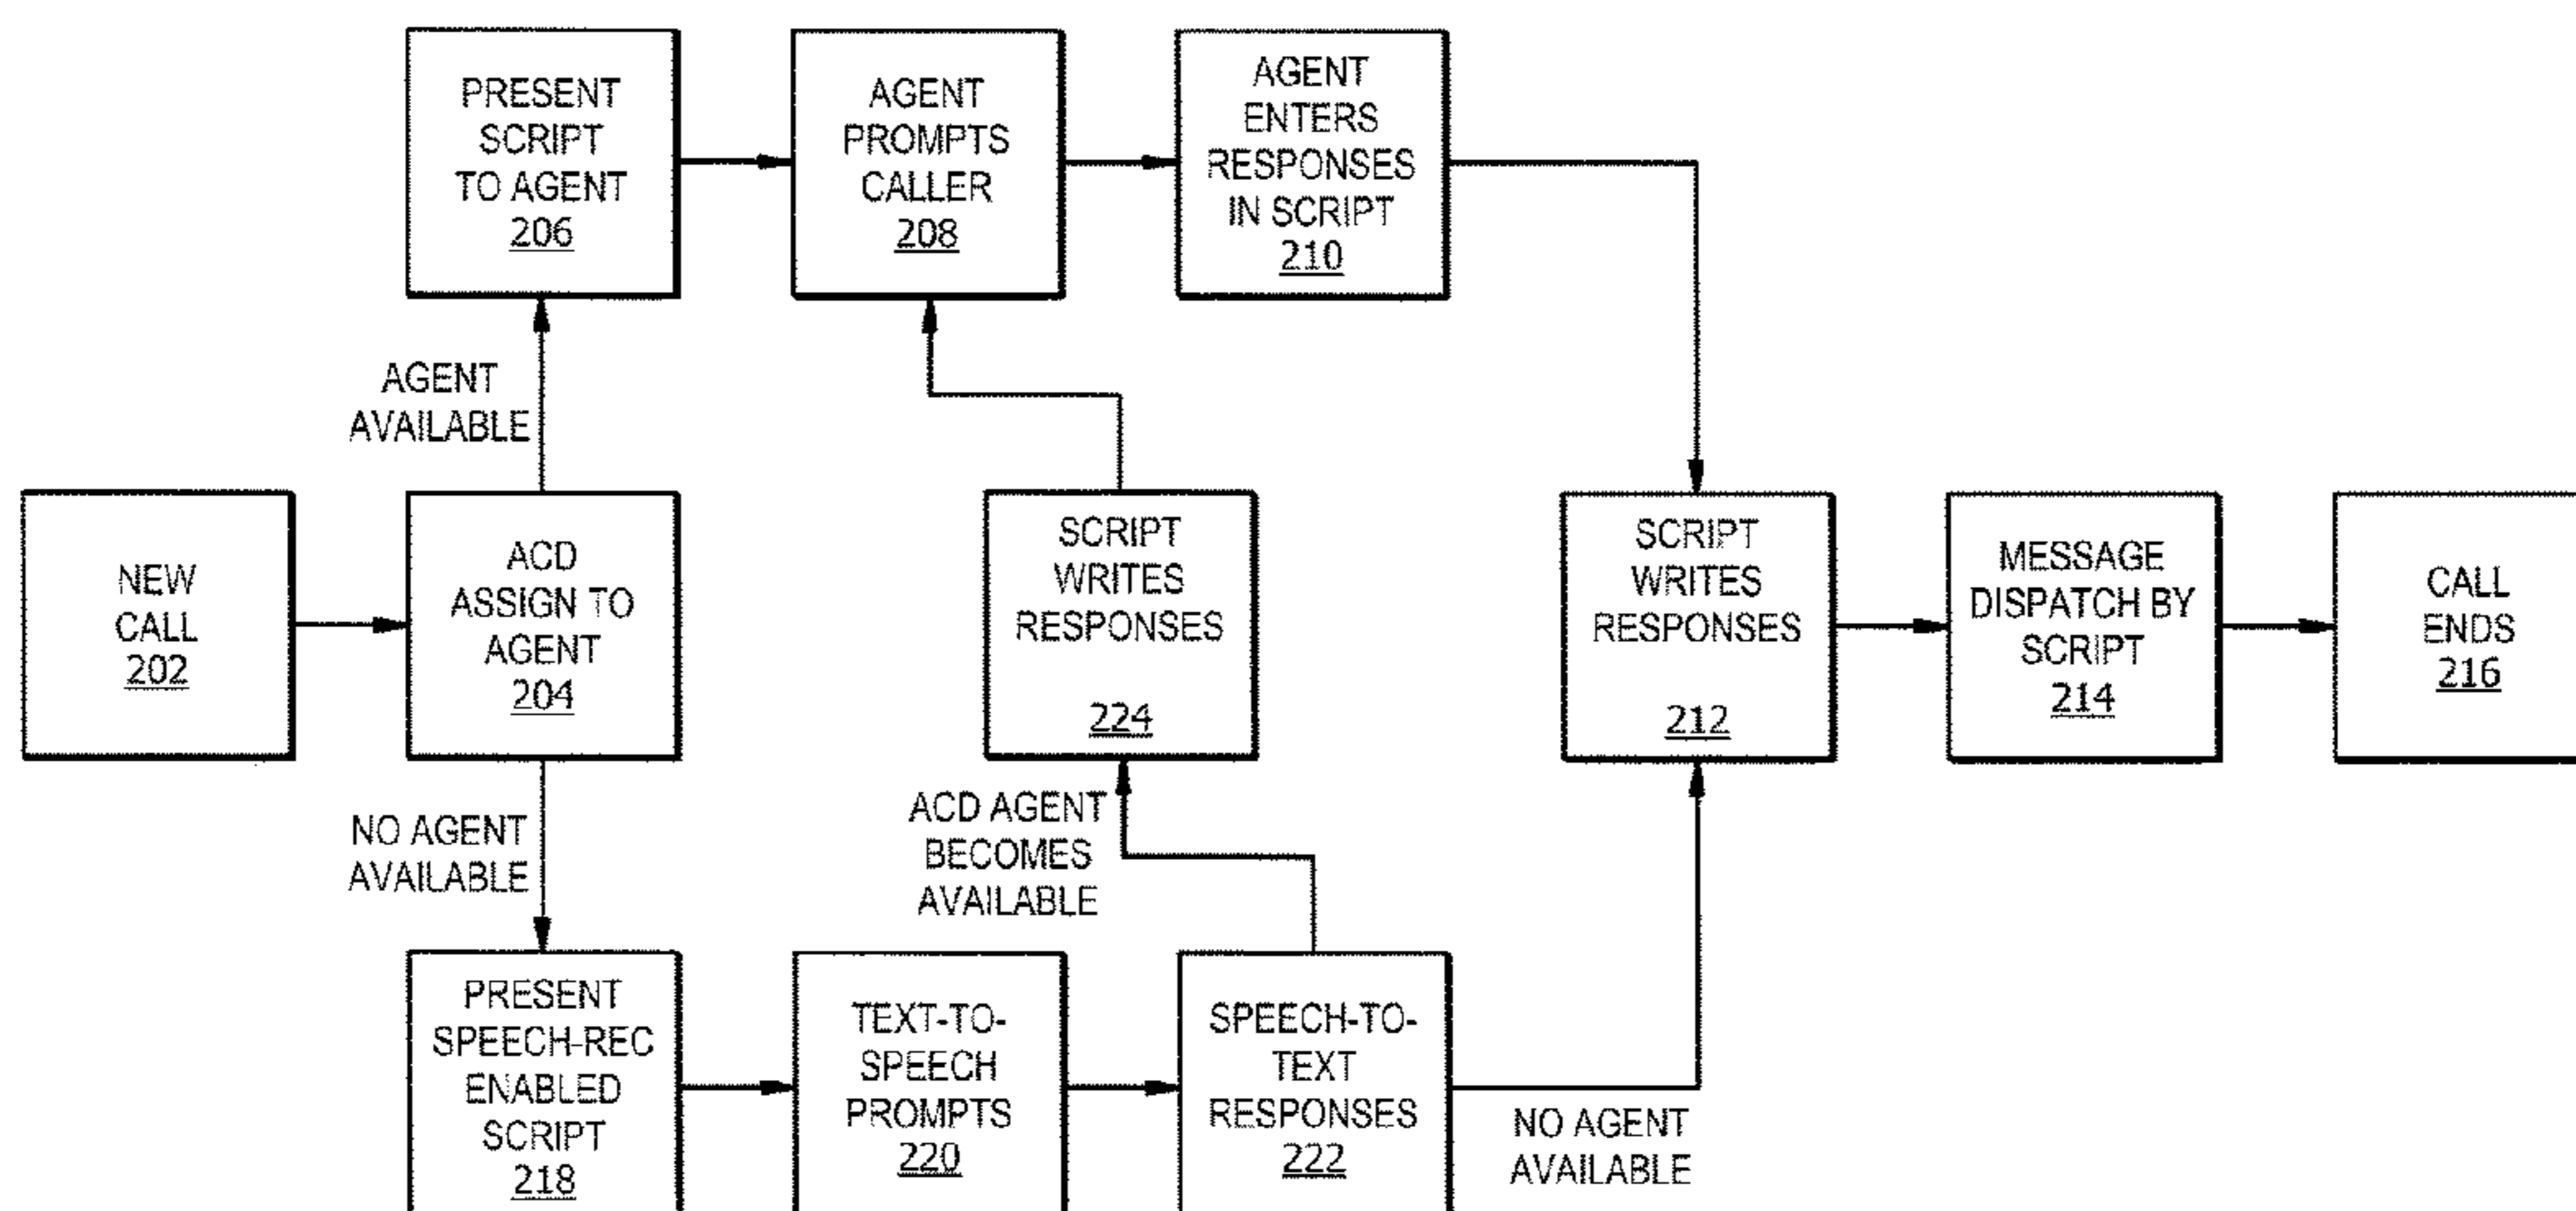 PRESENT
SCRIPT
TO AGENT
206
AGENT
PROMPTS
CALLER
208
AGENT
ENTERS
RESPONSES
IN SCRIPT
210
AGENT
AVAILABLE
NEW
CALL
202
ACD
ASSIGN TO
AGENT
204
SCRIPT
WRITES
RESPONSES
224
SCRIPT
WRITES
RESPONSES
212
MESSAGE
DISPATCH BY
SCRIPT
214
CALL
ENDS
216
NO AGENT
AVAILABLE
ACD AGENT
BECOMES
AVAILABLE
PRESENT
SPEECH-REC
ENABLED
SCRIPT
218
TEXT-TO-
SPEECH
PROMPTS
220
SPEECH-TO-
TEXT
RESPONSES
222
NO AGENT
AVAILABLE